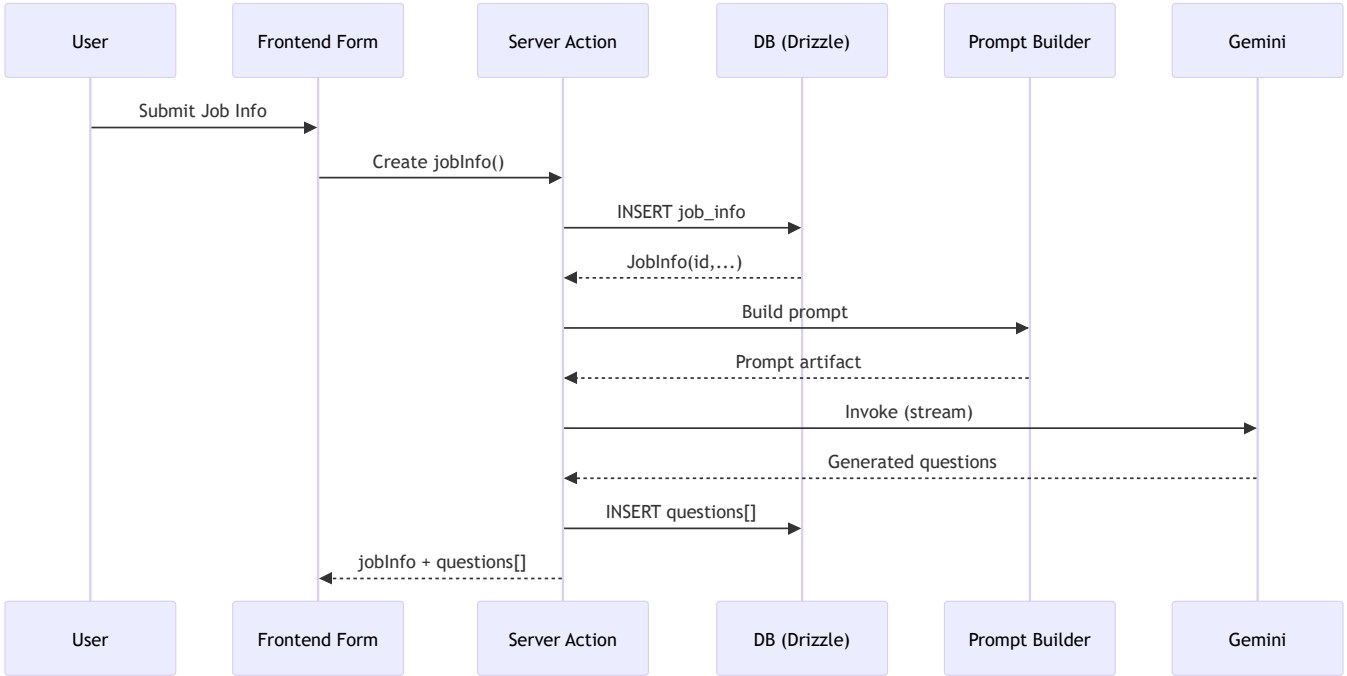 User
Frontend Form
Server Action
DB (Drizzle)
Prompt Builder
Gemini
Submit Job Info
Create jobInfo()
INSERT job_info
JobInfo(id,...)
Build prompt
Prompt artifact
Invoke (stream)
Generated questions
INSERT questions[]
jobInfo + questions[]
User
Frontend Form
Server Action
DB (Drizzle)
Prompt Builder
Gemini